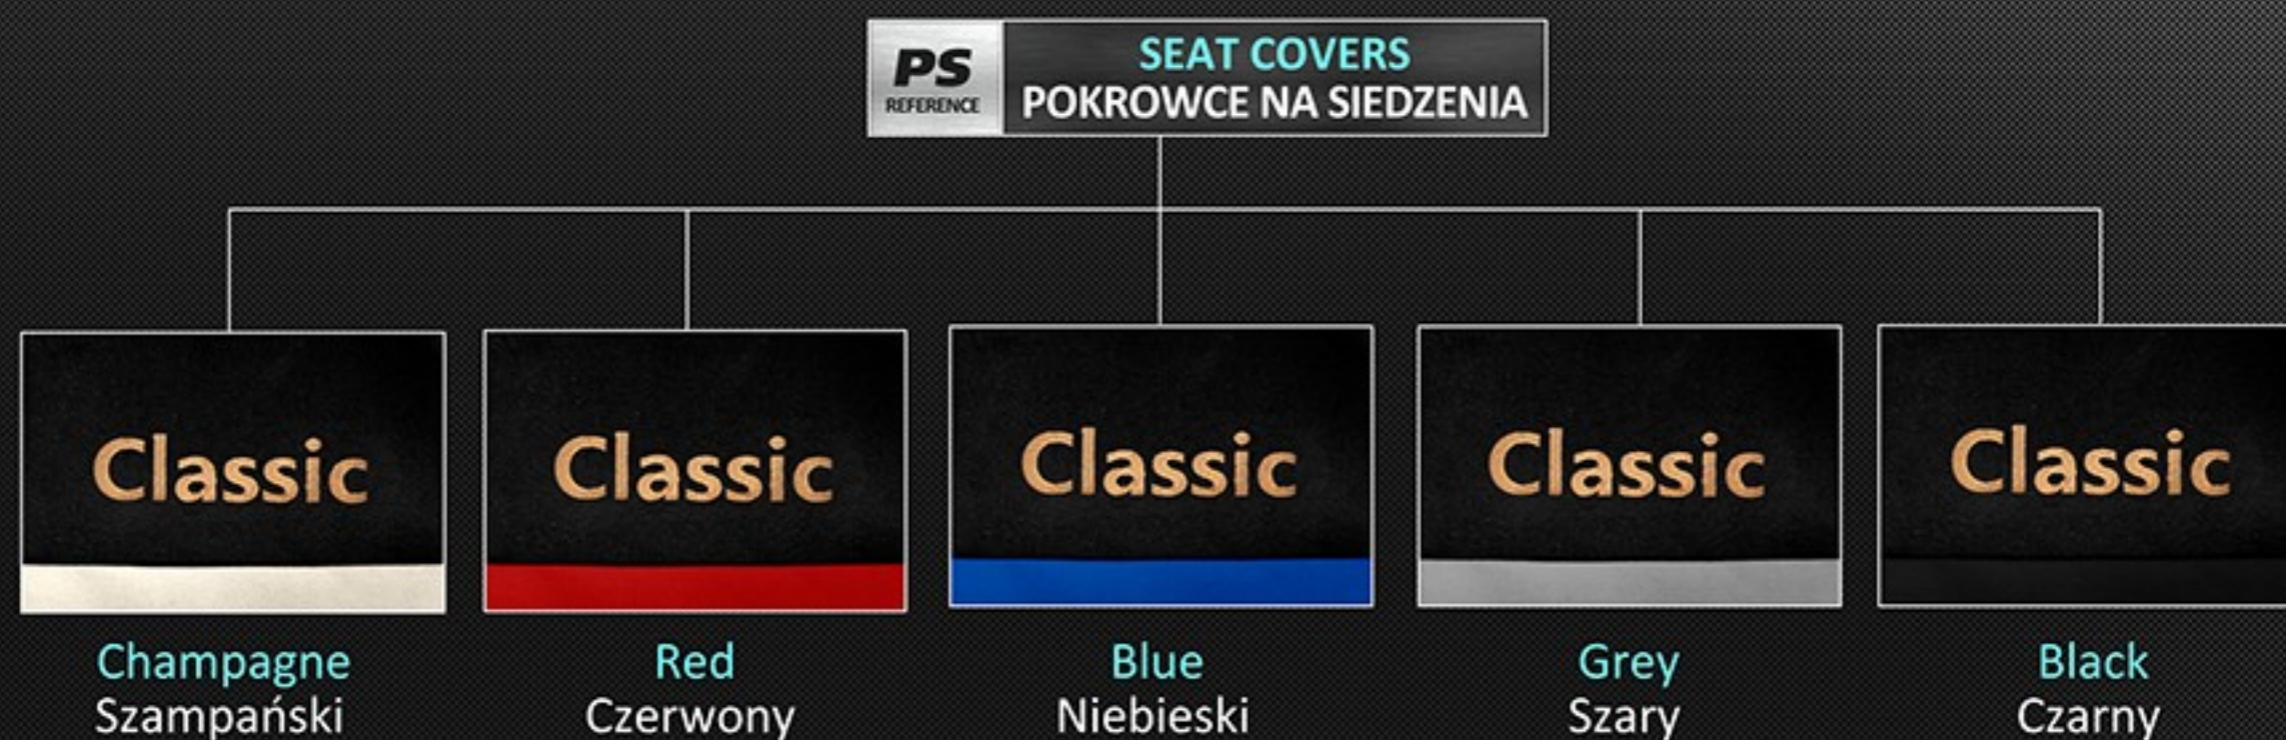 PS
REFERENCE
SEAT COVERS
POKROWCE NA SIEDZENIA
Classic
Classic
Classic
Classic
Classic
Champagne
Szampański
Red
Czerwony
Blue
Niebieski
Grey
Szary
Black
Czarny